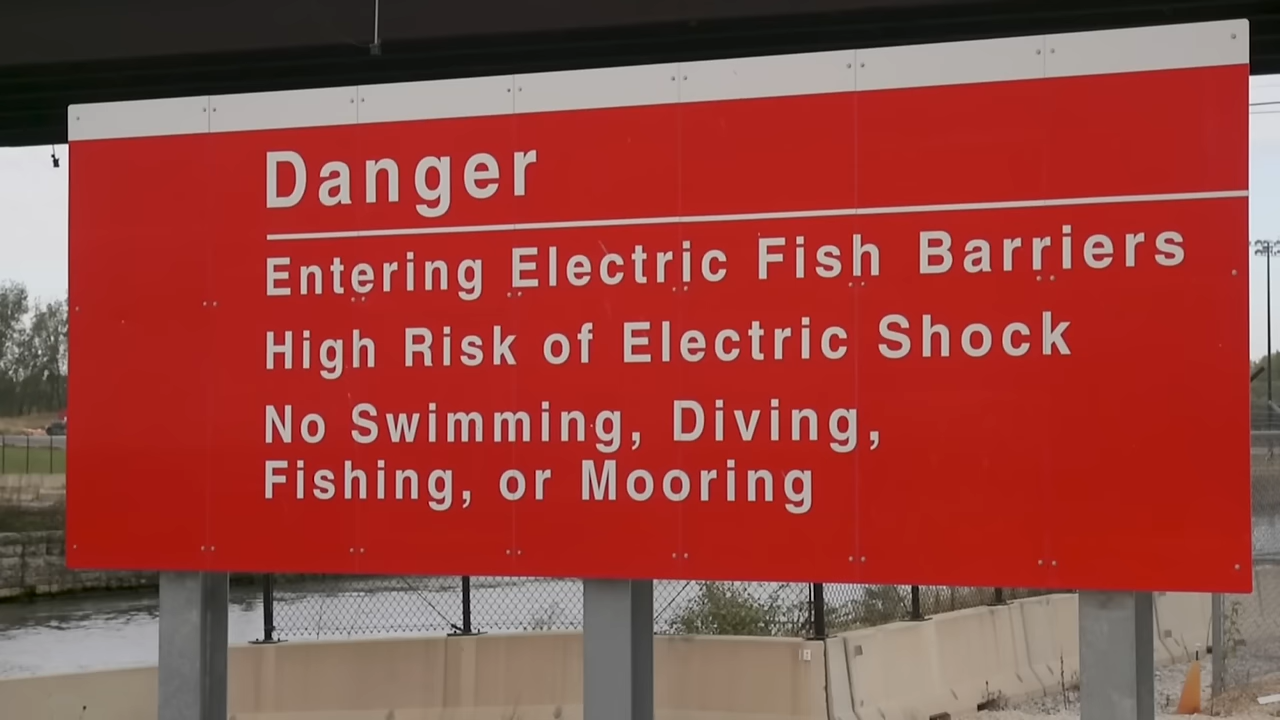 Danger
Entering Electric Fish Barriers
High Risk of Electric Shock
No Swimming, Diving,
Fishing, or Mooring